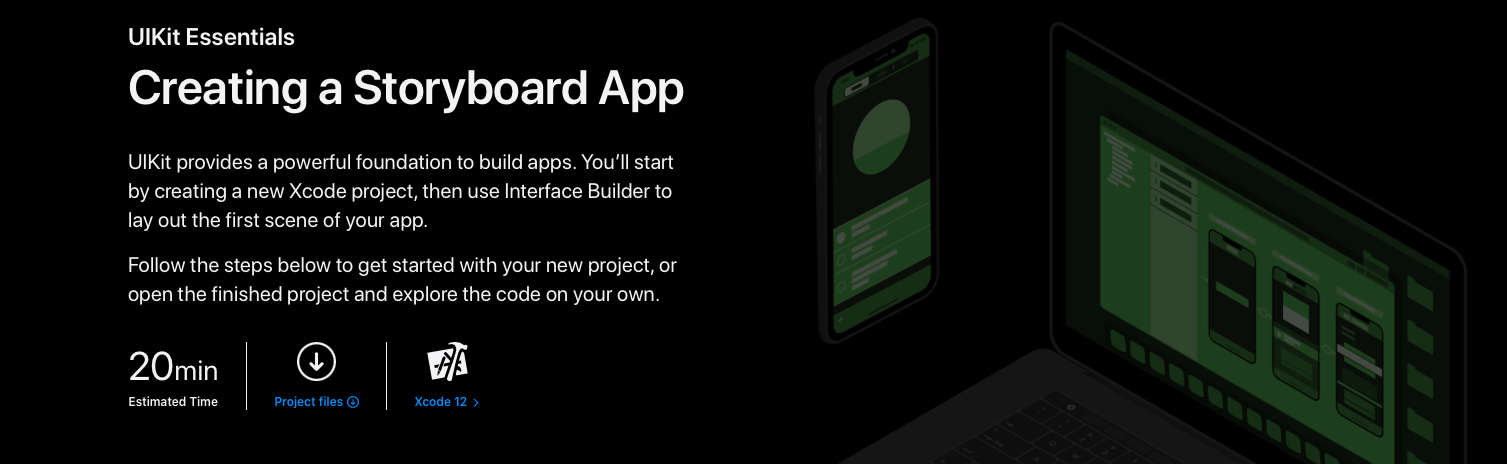 UIKit Essentials
Creating a Storyboard App
UIKit provides a powerful foundation to build apps. You’ll start
by creating a new Xcode project, then use Interface Builder to
lay out the first scene of your app.
Follow the steps below to get started with your new project, or
open the finished project and explore the code on your own.
20min
Estimated Time
Project files
Xcode 12